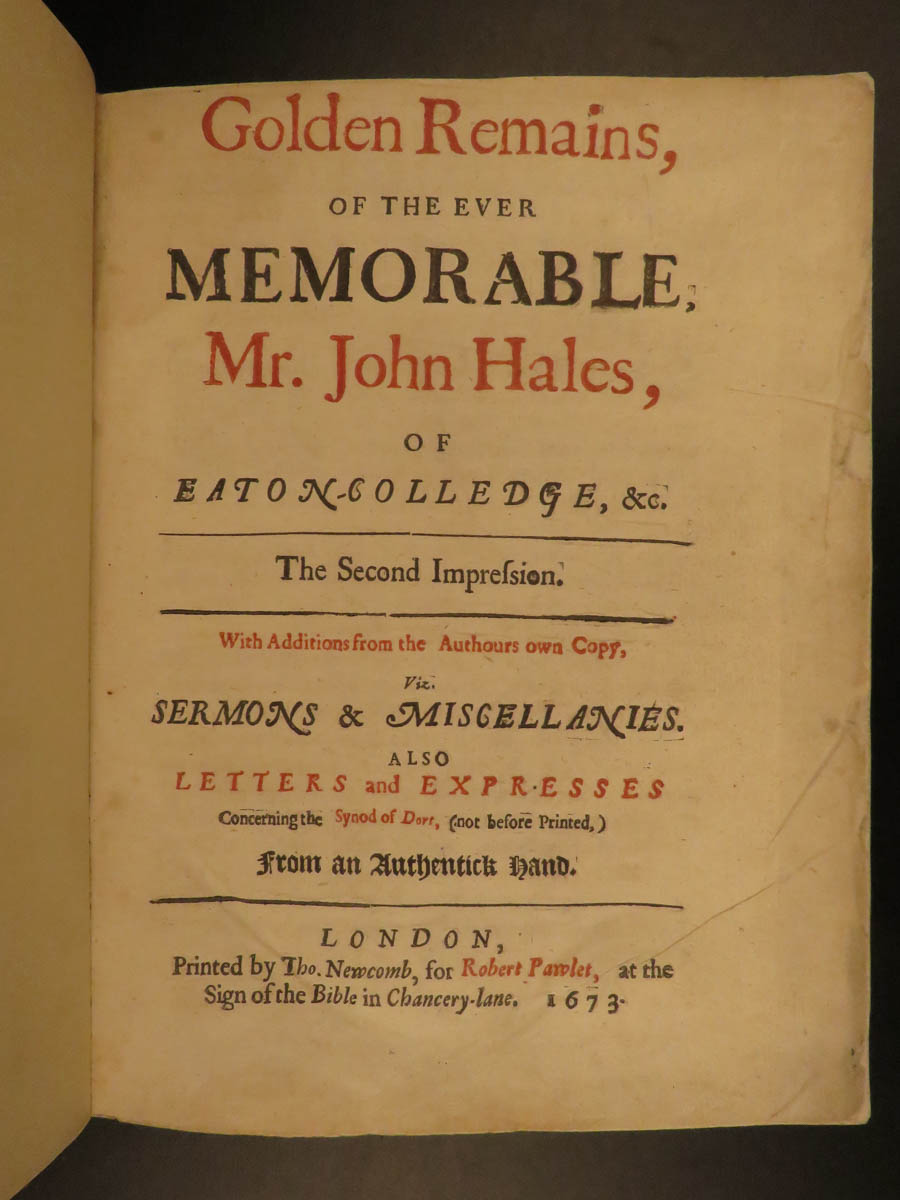 Golden Remains,
OF THE EVER
MEMORABLE,
Mr. John Hales,
OF
EATON-COLLEDGE, &c.
The Second Impreſsion.
With Additions from the Authours own Copy,
Viz.
SERMONS & MISCELLANIES.
ALSO
LETTERS and EXPRESSES
Concerning the Synod of Dort, (not before Printed,)
From an Authentick Hand.
LONDON,
Printed by Tho. Newcomb, for Robert Pawlet, at the
Sign of the Bible in Chancery-lane. 1673.